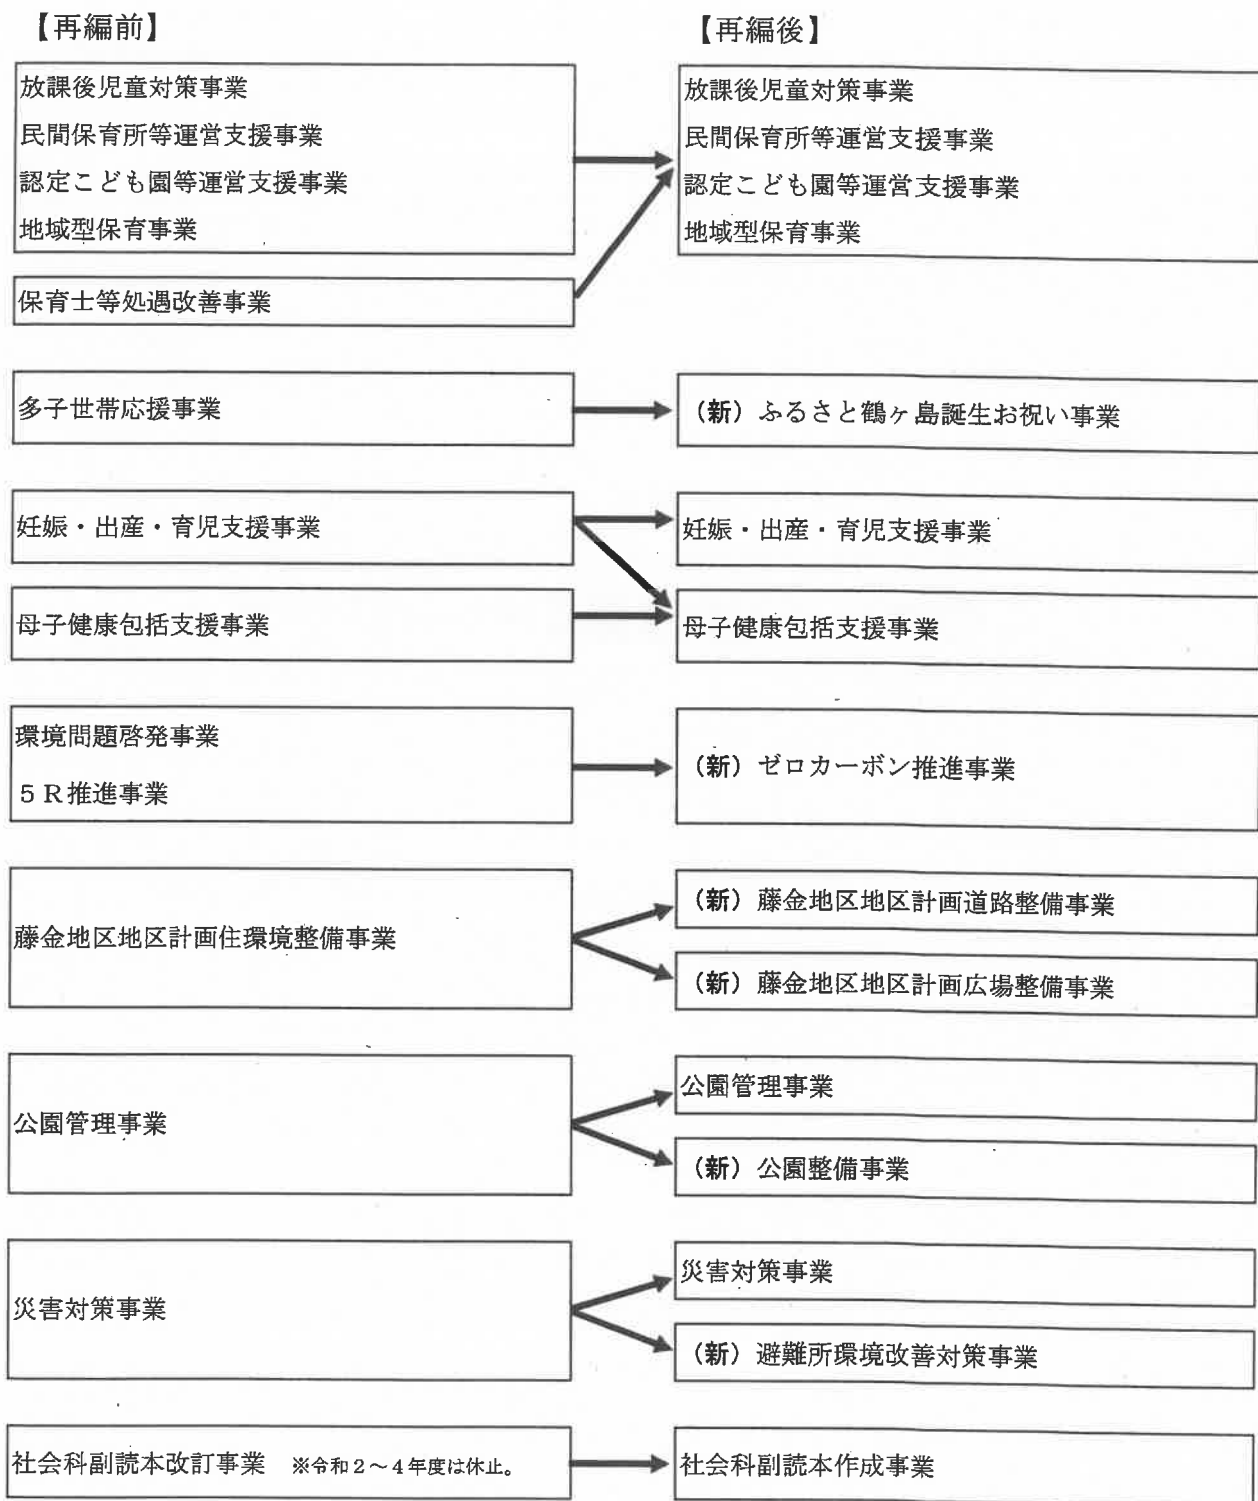 【再編前】
【再編後】
放課後児童対策事業
民間保育所等運営支援事業
認定こども園等運営支援事業
地域型保育事業
保育士等処遇改善事業
放課後児童対策事業
民間保育所等運営支援事業
認定こども園等運営支援事業
地域型保育事業
多子世帯応援事業
（新）ふるさと鶴ヶ島誕生お祝い事業
妊娠・出産・育児支援事業
妊娠・出産・育児支援事業
母子健康包括支援事業
母子健康包括支援事業
環境問題啓発事業
５Ｒ推進事業
（新）ゼロカーボン推進事業
藤金地区地区計画住環境整備事業
（新）藤金地区地区計画道路整備事業
（新）藤金地区地区計画広場整備事業
公園管理事業
公園管理事業
（新）公園整備事業
災害対策事業
災害対策事業
（新）避難所環境改善対策事業
社会科副読本改訂事業　※令和２～４年度は休止。
社会科副読本作成事業